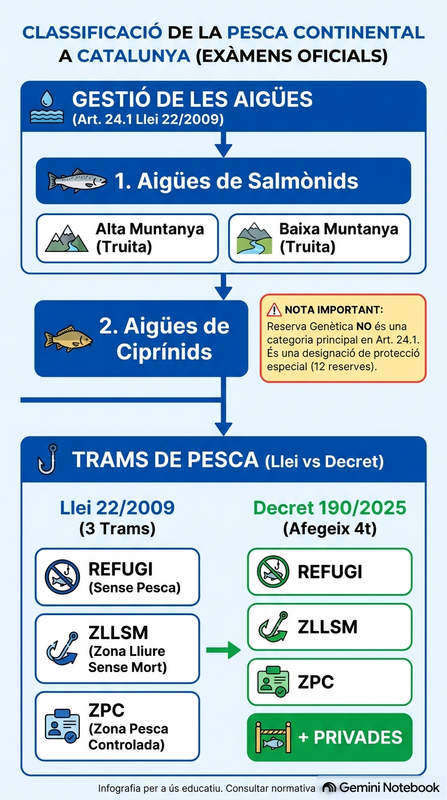 CLASSIFICACIÓ DE LA PESCA CONTINENTAL
A CATALUNYA (EXÀMENS OFICIALS)
GESTIÓ DE LES AIGÜES
(Art. 24.1 Llei 22/2009)
1. Aigües de Salmònids
Alta Muntanya
(Truita)
Baixa Muntanya
(Truita)
2. Aigües de
Ciprínids
NOTA IMPORTANT:
Reserva Genètica NO és una
categoria principal en Art. 24.1.
És una designació de protecció
especial (12 reserves).
TRAMS DE PESCA (Llei vs Decret)
Llei 22/2009
(3 Trams)
REFUGI
(Sense Pesca)
ZLLSM
(Zona Lliure
Sense Mort)
ZPC
(Zona Pesca
Controlada)
Decret 190/2025
(Afegeix 4t)
REFUGI
ZLLSM
ZPC
+ PRIVADES
Infografia per a ús educatiu. Consultar normativa
Gemini Notebook